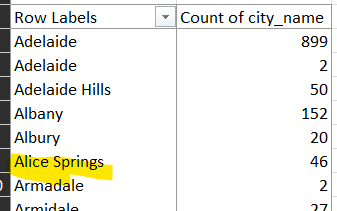 Row Labels Count of city_name
Adelaide 899
Adelaide 2
Adelaide Hills 50
Albany 152
Albury 20
Alice Springs 46
Armadale 2
Armidale 27